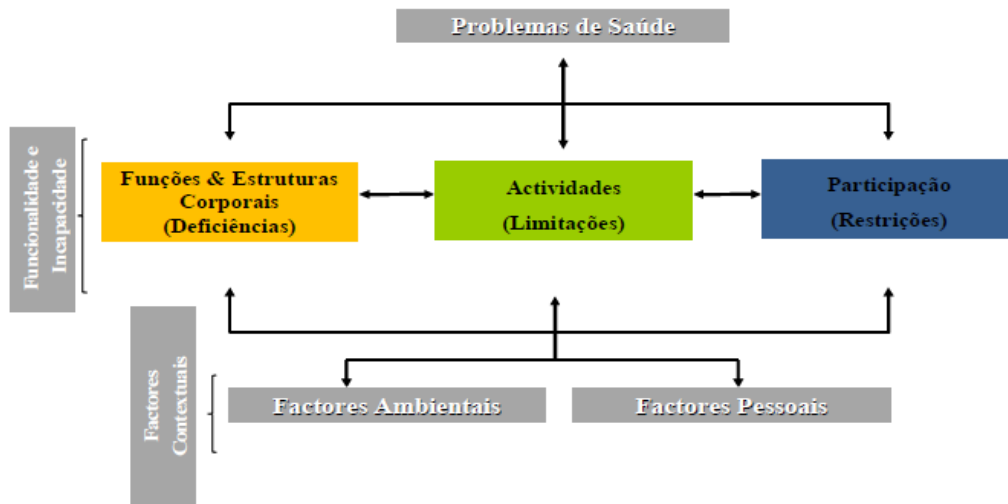 Problemas de Saúde
Funcionalidade e
Incapacidade
Funções & Estruturas
Corporais
(Deficiências)
Actividades
(Limitações)
Participação
(Restrições)
Factores
Contextuais
Factores Ambientais
Factores Pessoais